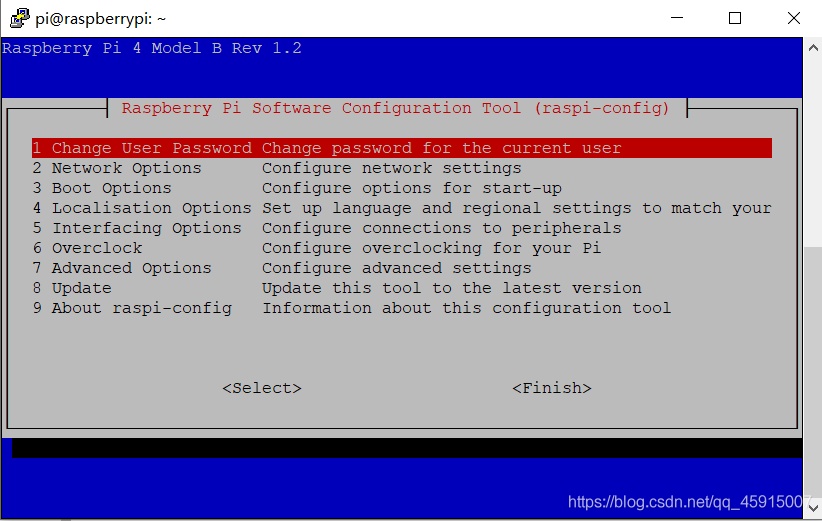 pi@raspberrypi: ~
Raspberry Pi 4 Model B Rev 1.2
Raspberry Pi Software Configuration Tool (raspi-config)
1 Change User Password Change password for the current user
2 Network Options Configure network settings
3 Boot Options Configure options for start-up
4 Localisation Options Set up language and regional settings to match your
5 Interfacing Options Configure connections to peripherals
6 Overclock Configure overclocking for your Pi
7 Advanced Options Configure advanced settings
8 Update Update this tool to the latest version
9 About raspi-config Information about this configuration tool
<Select> <Finish>
https://blog.csdn.net/qq_45915007